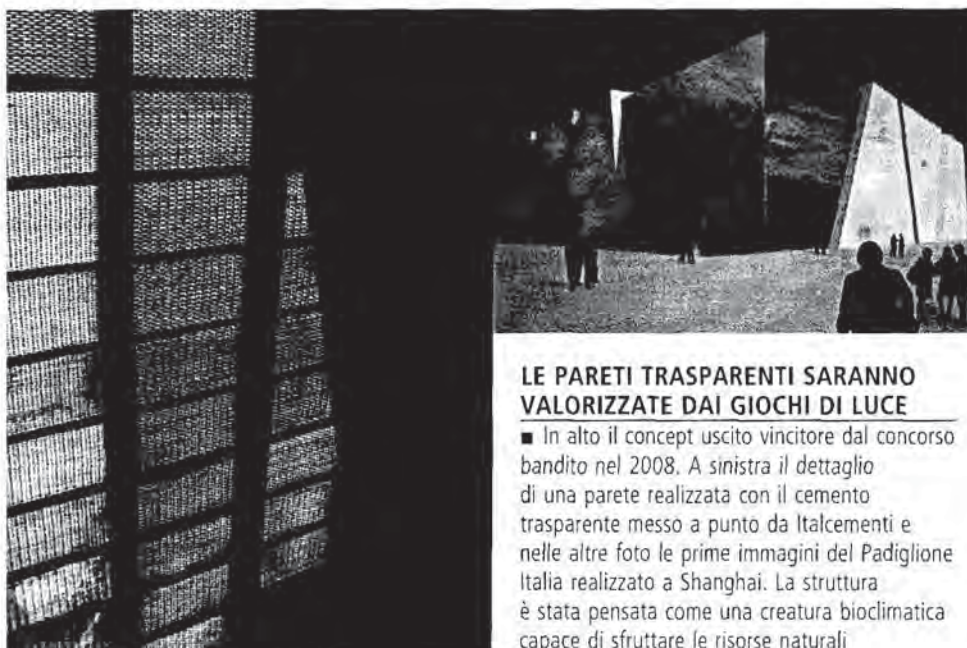 LE PARETI TRASPARENTI SARANNO
VALORIZZATE DAI GIOCHI DI LUCE
■ In alto il concept uscito vincitore dal concorso
bandito nel 2008. A sinistra il dettaglio
di una parete realizzata con il cemento
trasparente messo a punto da Italcementi e
nelle altre foto le prime immagini del Padiglione
Italia realizzato a Shanghai. La struttura
è stata pensata come una creatura bioclimatica
capace di sfruttare le risorse naturali